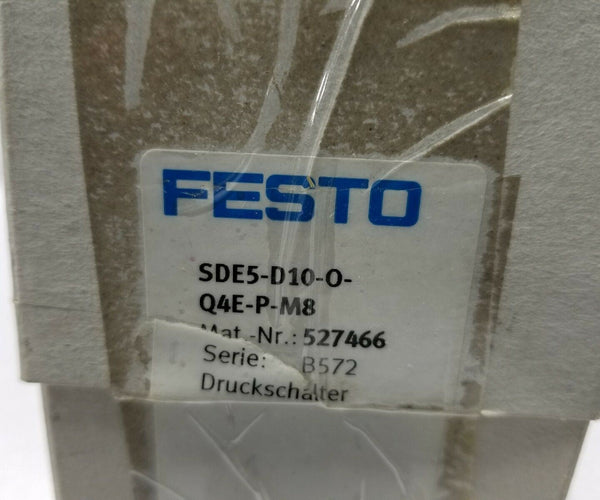 FESTO
SDE5-D10-O-
Q4E-P-M8
Mat.-Nr.: 527466
Serie: B572
Druckschalter